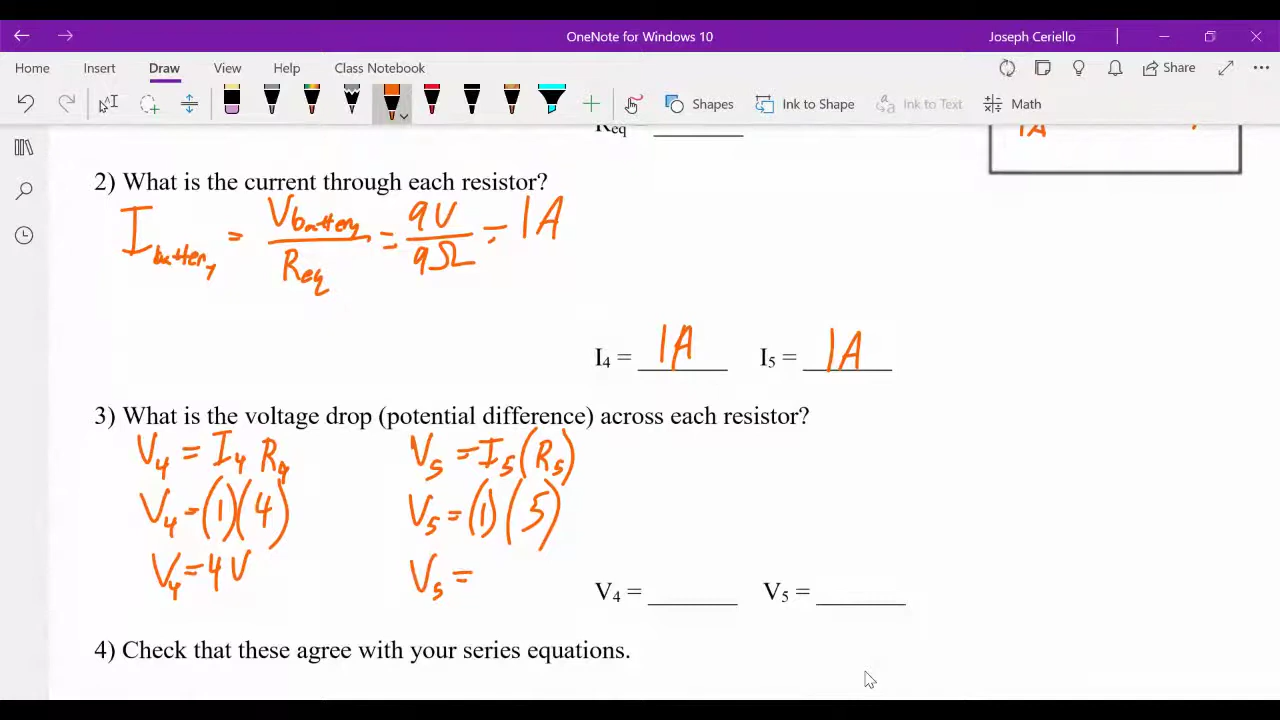 OneNote for Windows 10
Joseph Ceriello
Home Insert Draw View Help Class Notebook Share
Shapes Ink to Shape Ink to Text Math
Req = ________
1A
2) What is the current through each resistor?
I battery = V battery / Req = 9V / 9Ω = 1A
I4 = 1A I5 = 1A
3) What is the voltage drop (potential difference) across each resistor?
V4 = I4 R4 V5 = I5 (R5)
V4 = (1)(4) V5 = (1)(5)
V4 = 4V V5 =
V4 = ________ V5 = ________
4) Check that these agree with your series equations.